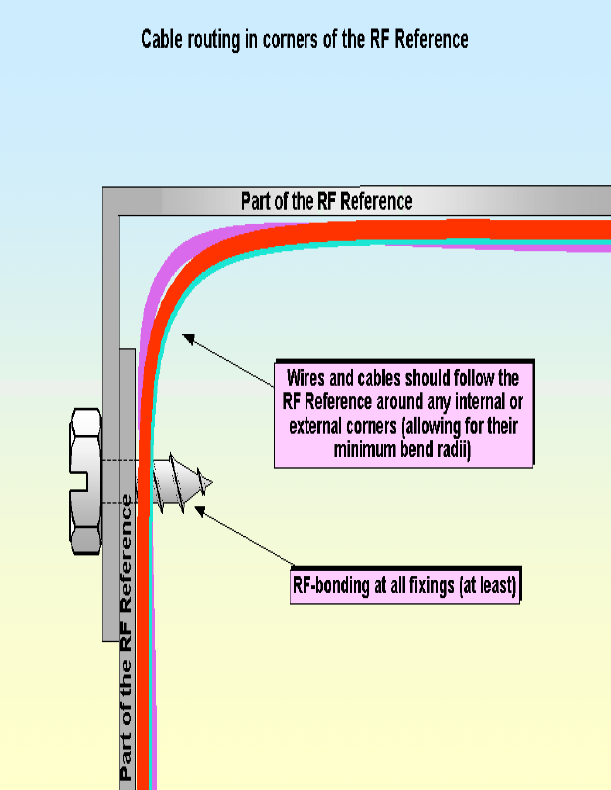 Cable routing in corners of the RF Reference
Part of the RF Reference
Wires and cables should follow the
RF Reference around any internal or
external corners (allowing for their
minimum bend radii)
RF-bonding at all fixings (at least)
Part of the RF Reference